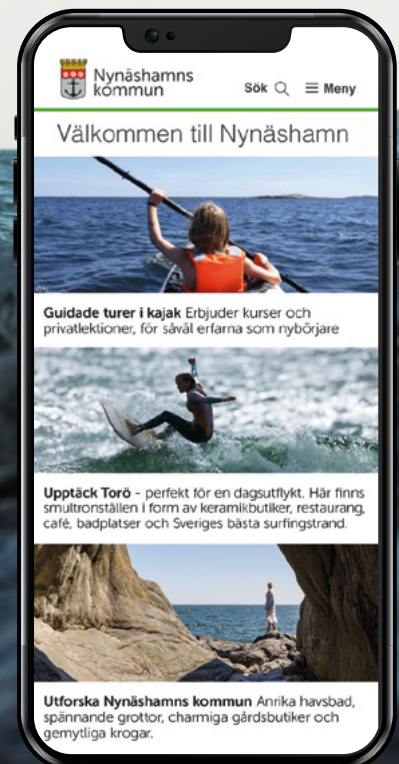 Nynäshamns
kommun
Sök
Meny
Välkommen till Nynäshamn
Guidade turer i kajak Erbjuder kurser och
privatlektioner, för såväl erfarna som nybörjare
Upptäck Torö - perfekt för en dagsutflykt. Här finns
smultronställen i form av keramikbutiker, restaurang,
café, badplatser och Sveriges bästa surfingstrand.
Utforska Nynäshamns kommun Anrika havsbad,
spännande grottor, charmiga gårdsbutiker och
gemytliga krogar.